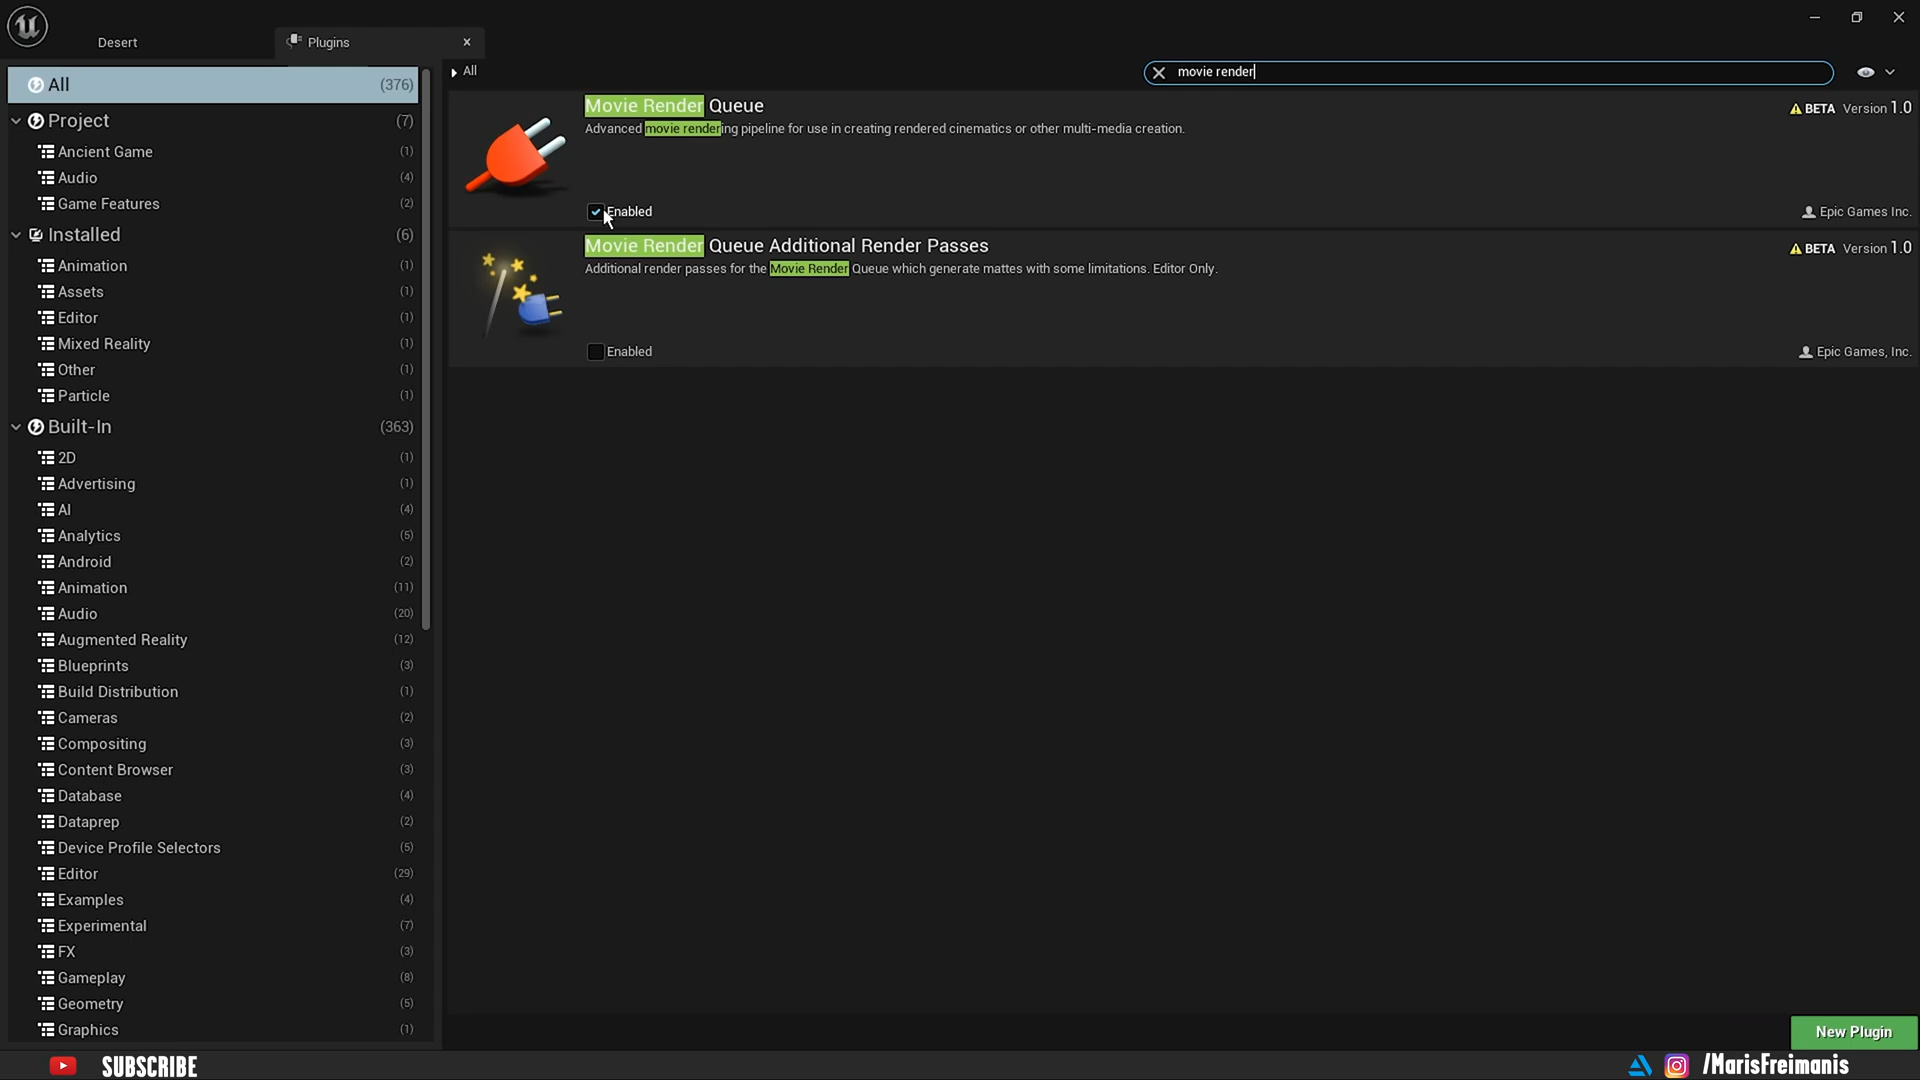 Desert
Plugins
All (376)
Project (7)
Ancient Game (1)
Audio (4)
Game Features (2)
Installed (6)
Animation (1)
Assets (1)
Editor (1)
Mixed Reality (1)
Other (1)
Particle (1)
Built-In (363)
2D (1)
Advertising (1)
AI (4)
Analytics (5)
Android (2)
Animation (11)
Audio (20)
Augmented Reality (12)
Blueprints (3)
Build Distribution (1)
Cameras (2)
Compositing (3)
Content Browser (3)
Database (4)
Dataprep (2)
Device Profile Selectors (5)
Editor (29)
Examples (4)
Experimental (7)
FX (3)
Gameplay (8)
Geometry (5)
Graphics (1)
All
movie render
Movie Render Queue
BETA Version 1.0
Advanced movie rendering pipeline for use in creating rendered cinematics or other multi-media creation.
Enabled
Epic Games Inc.
Movie Render Queue Additional Render Passes
BETA Version 1.0
Additional render passes for the Movie Render Queue which generate mattes with some limitations. Editor Only.
Enabled
Epic Games, Inc.
New Plugin
SUBSCRIBE
/MarisFreimanis